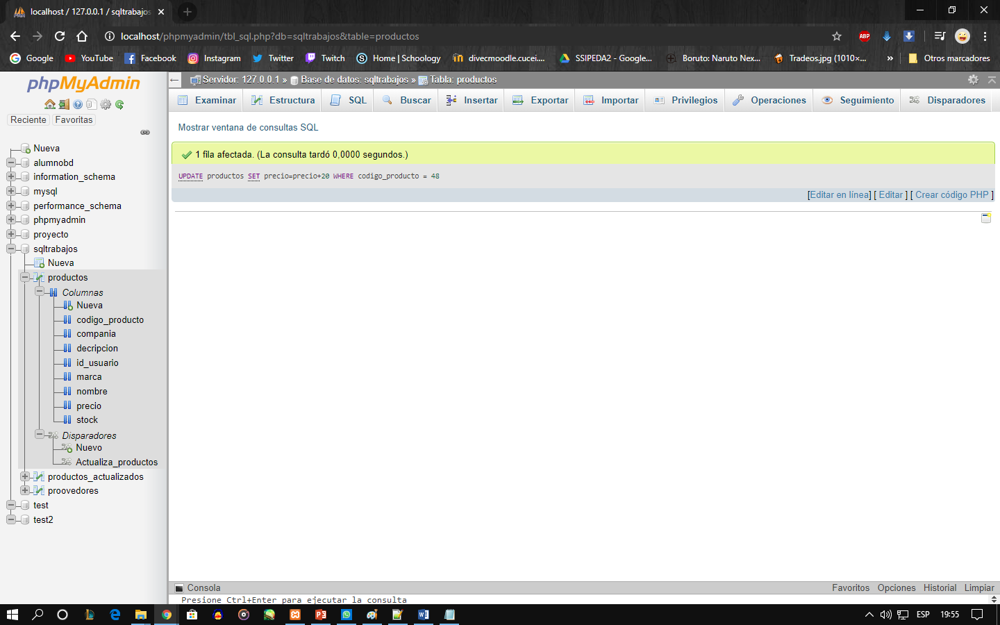 localhost / 127.0.0.1 / sqltrabajos
localhost/phpmyadmin/tbl_sql.php?db=sqltrabajos&table=productos
ABP
Google
YouTube
Facebook
Instagram
Twitter
Twitch
Home | Schoology
divecmoodle.cucei....
SSIPEDA2 - Google...
Boruto: Naruto Nex...
Tradeos.jpg (1010×...
»
Otros marcadores
phpMyAdmin
Reciente
Favoritas
Nueva
alumnobd
information_schema
mysql
performance_schema
phpmyadmin
proyecto
sqltrabajos
Nueva
productos
Columnas
Nueva
codigo_producto
compania
decripcion
id_usuario
marca
nombre
precio
stock
Disparadores
Nuevo
Actualiza_productos
productos_actualizados
proovedores
test
test2
Servidor: 127.0.0.1 » Base de datos: sqltrabajos » Tabla: productos
Examinar
Estructura
SQL
Buscar
Insertar
Exportar
Importar
Privilegios
Operaciones
Seguimiento
Disparadores
Mostrar ventana de consultas SQL
1 fila afectada. (La consulta tardó 0,0000 segundos.)
UPDATE productos SET precio=precio+20 WHERE codigo_producto = 48
[Editar en línea] [ Editar ] [ Crear código PHP ]
Consola
Favoritos
Opciones
Historial
Limpiar
Presione Ctrl+Enter para ejecutar la consulta
ESP
19:55